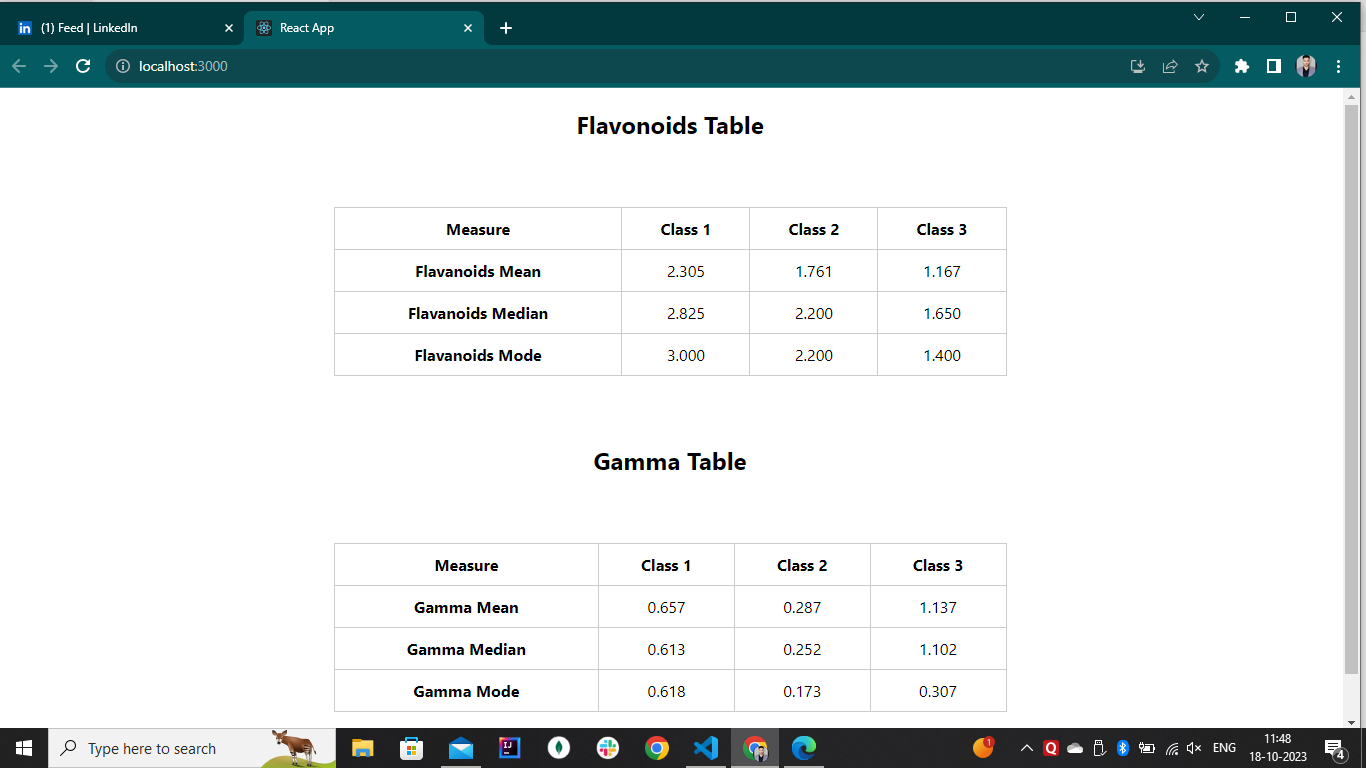 (1) Feed | LinkedIn
React App
localhost:3000
Flavonoids Table
Measure Class 1 Class 2 Class 3
Flavanoids Mean 2.305 1.761 1.167
Flavanoids Median 2.825 2.200 1.650
Flavanoids Mode 3.000 2.200 1.400
Gamma Table
Measure Class 1 Class 2 Class 3
Gamma Mean 0.657 0.287 1.137
Gamma Median 0.613 0.252 1.102
Gamma Mode 0.618 0.173 0.307
Type here to search
ENG
11:48
18-10-2023
4